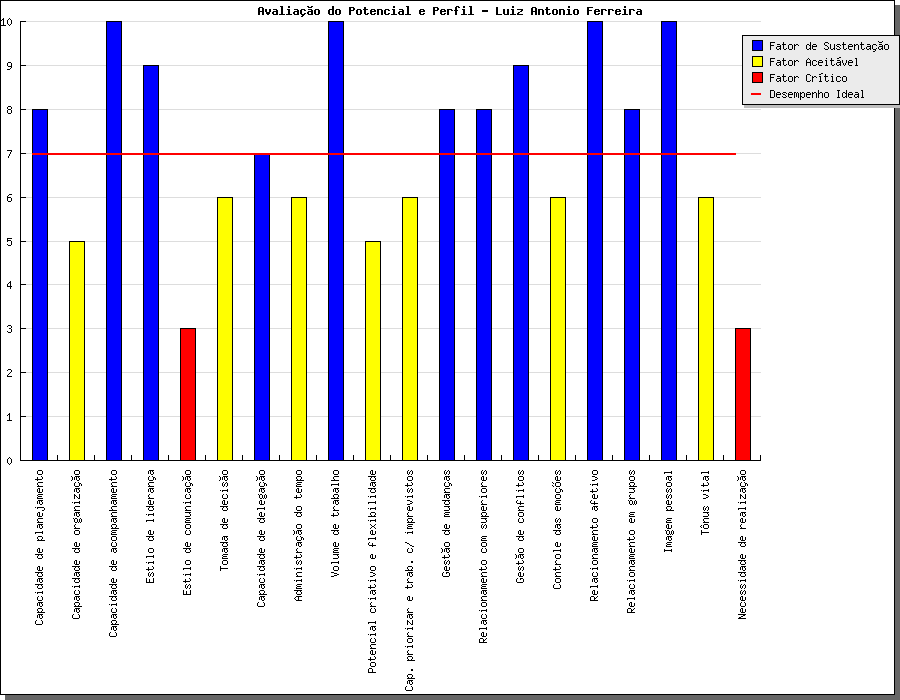 Avaliação do Potencial e Perfil - Luiz Antonio Ferreira
Fator de Sustentação
Fator Aceitável
Fator Crítico
Desempenho Ideal
10
9
8
7
6
5
4
3
2
1
0
Capacidade de planejamento
Capacidade de organização
Capacidade de acompanhamento
Estilo de liderança
Estilo de comunicação
Tomada de decisão
Capacidade de delegação
Administração do tempo
Volume de trabalho
Potencial criativo e flexibilidade
Cap. priorizar e trab. c/ imprevistos
Gestão de mudanças
Relacionamento com superiores
Gestão de conflitos
Controle das emoções
Relacionamento afetivo
Relacionamento em grupos
Imagem pessoal
Tônus vital
Necessidade de realização